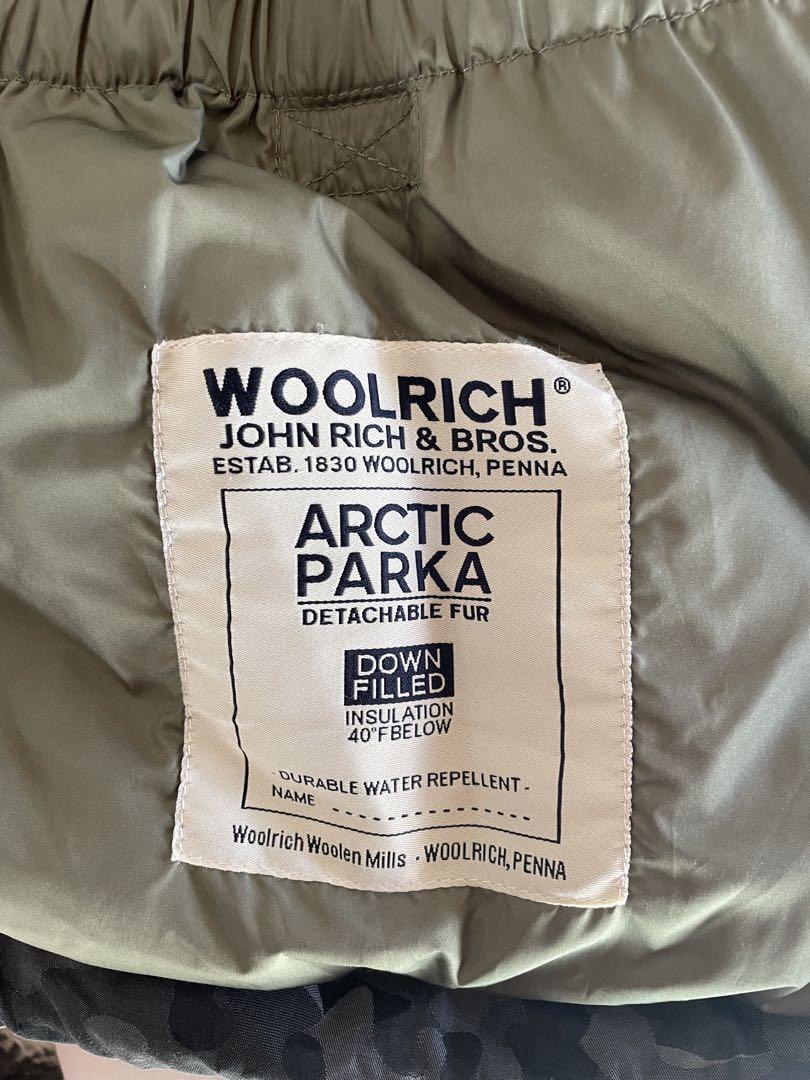 WOOLRICH®
JOHN RICH & BROS.
ESTAB. 1830 WOOLRICH, PENNA
ARCTIC
PARKA
DETACHABLE FUR
DOWN
FILLED
INSULATION
40°F BELOW
- DURABLE WATER REPELLENT -
NAME
Woolrich Woolen Mills · WOOLRICH, PENNA